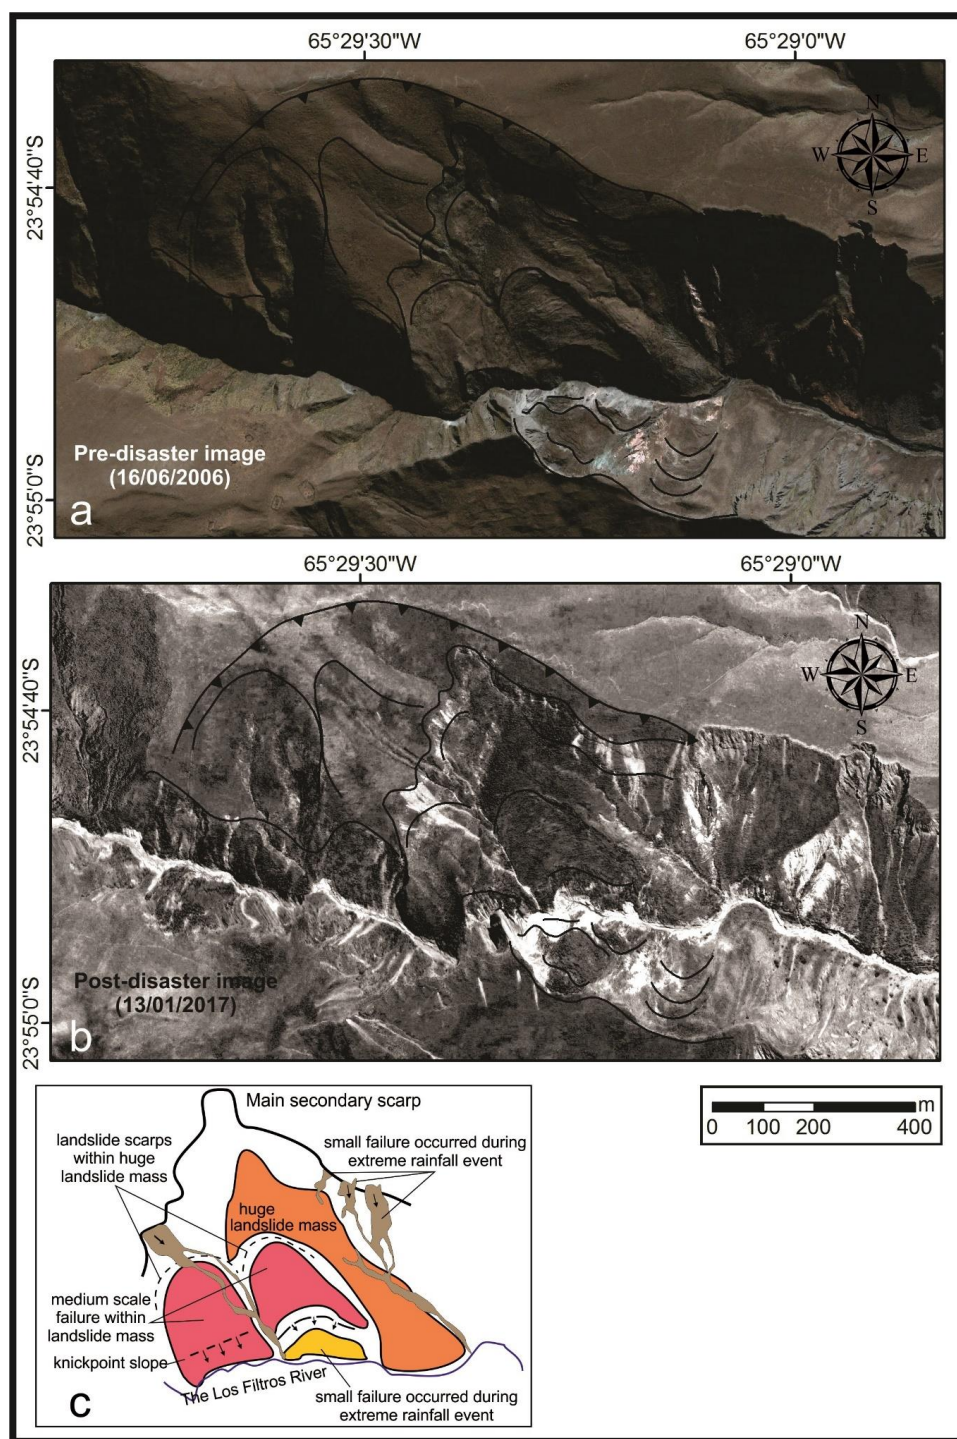 65°29'30"W
65°29'0"W
23°54'40"S
N
W
E
S
Pre-disaster image
(16/06/2006)
a
23°55'0"S
65°29'30"W
65°29'0"W
23°54'40"S
N
W
E
S
Post-disaster image
(13/01/2017)
b
23°55'0"S
Main secondary scarp
landslide scarps
within huge
landslide mass
small failure occurred during
extreme rainfall event
huge
landslide mass
medium scale
failure within
landslide mass
knickpoint slope
The Los Filtros River
small failure occurred during
extreme rainfall event
c
m
0 100 200 400